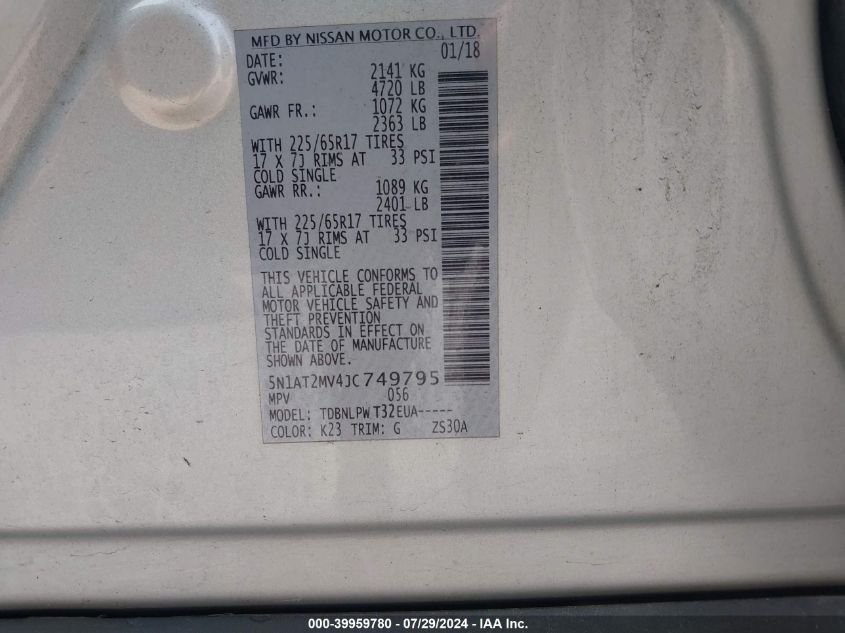 MFD BY NISSAN MOTOR CO., LTD.
DATE: 01/18
GVWR: 2141 KG
4720 LB
GAWR FR.: 1072 KG
2363 LB
WITH 225/65R17 TIRES
17 X 7J RIMS AT 33 PSI
COLD SINGLE
GAWR RR.: 1089 KG
2401 LB
WITH 225/65R17 TIRES
17 X 7J RIMS AT 33 PSI
COLD SINGLE
THIS VEHICLE CONFORMS TO
ALL APPLICABLE FEDERAL
MOTOR VEHICLE SAFETY AND
THEFT PREVENTION
STANDARDS IN EFFECT ON
THE DATE OF MANUFACTURE
SHOWN ABOVE.
5N1AT2MV4JC749795
MPV 056
MODEL: TDBNLPW T32EUA-----
COLOR: K23 TRIM: G ZS30A
000-39959780 - 07/29/2024 - IAA Inc.